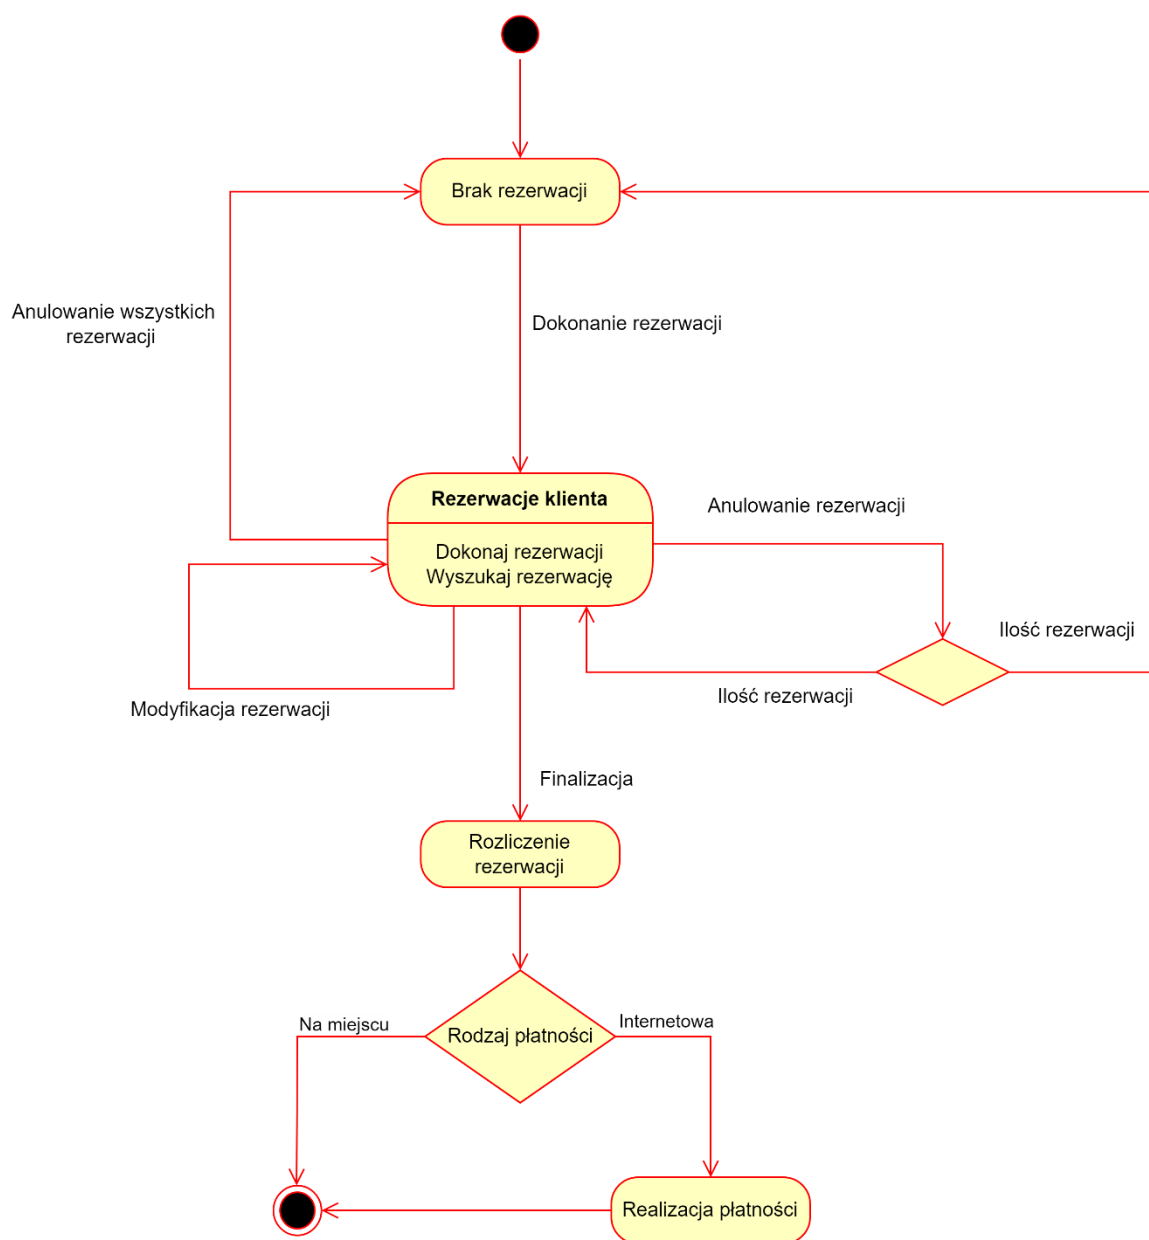 Brak rezerwacji
Anulowanie wszystkich
rezerwacji
Dokonanie rezerwacji
Rezerwacje klienta
Dokonaj rezerwacji
Wyszukaj rezerwację
Anulowanie rezerwacji
Ilość rezerwacji
Ilość rezerwacji
Modyfikacja rezerwacji
Finalizacja
Rozliczenie
rezerwacji
Na miejscu
Rodzaj płatności
Internetowa
Realizacja płatności